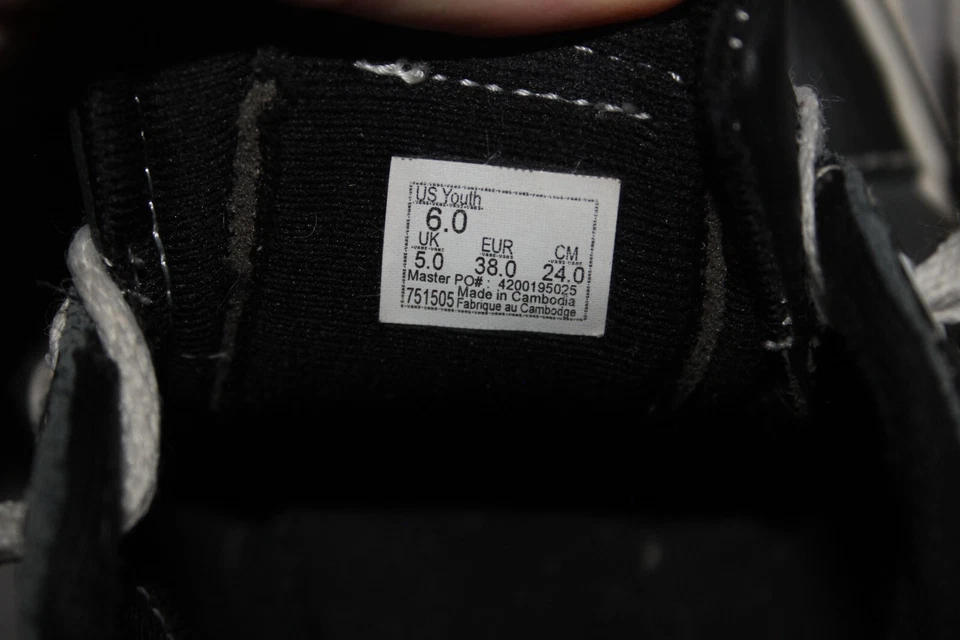 US Youth
6.0
UK EUR CM
5.0 38.0 24.0
Master PO# : 4200195025
751505 Made in Cambodia
Fabrique au Cambodge